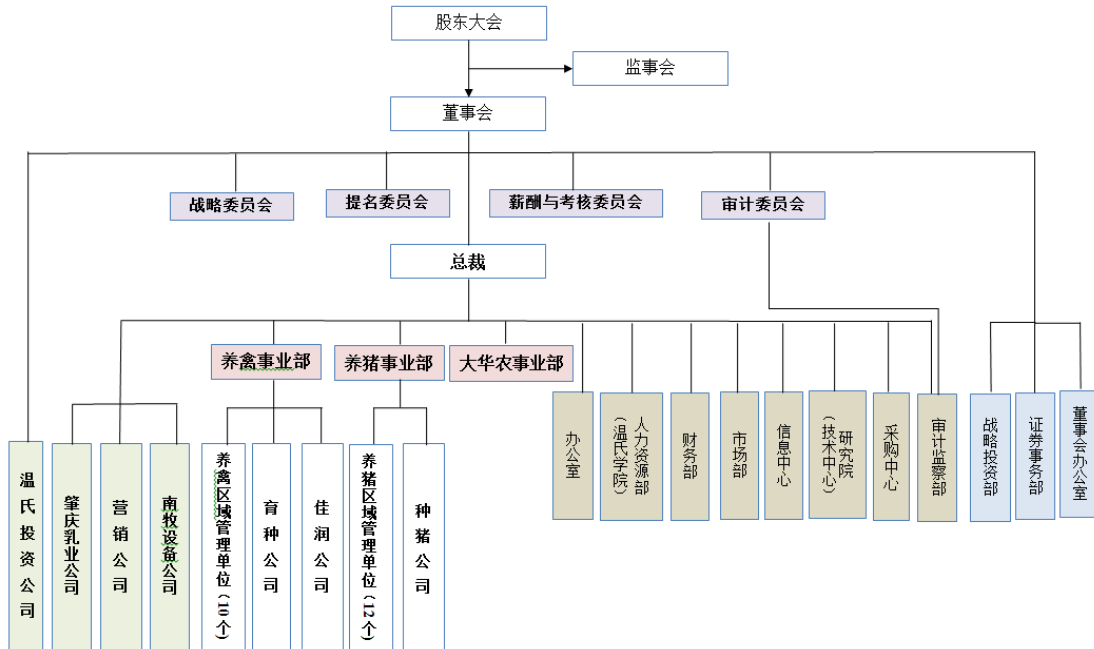 股东大会
监事会
董事会
战略委员会
提名委员会
薪酬与考核委员会
审计委员会
总裁
养禽事业部
养猪事业部
大华农事业部
温氏投资公司
肇庆乳业公司
营销公司
南牧设备公司
养禽区域管理单位（10个）
育种公司
佳润公司
养猪区域管理单位（12个）
种猪公司
办公室
人力资源部
（温氏学院）
财务部
市场部
信息中心
研究院
（技术中心）
采购中心
审计监察部
战略投资部
证券事务部
董事会办公室